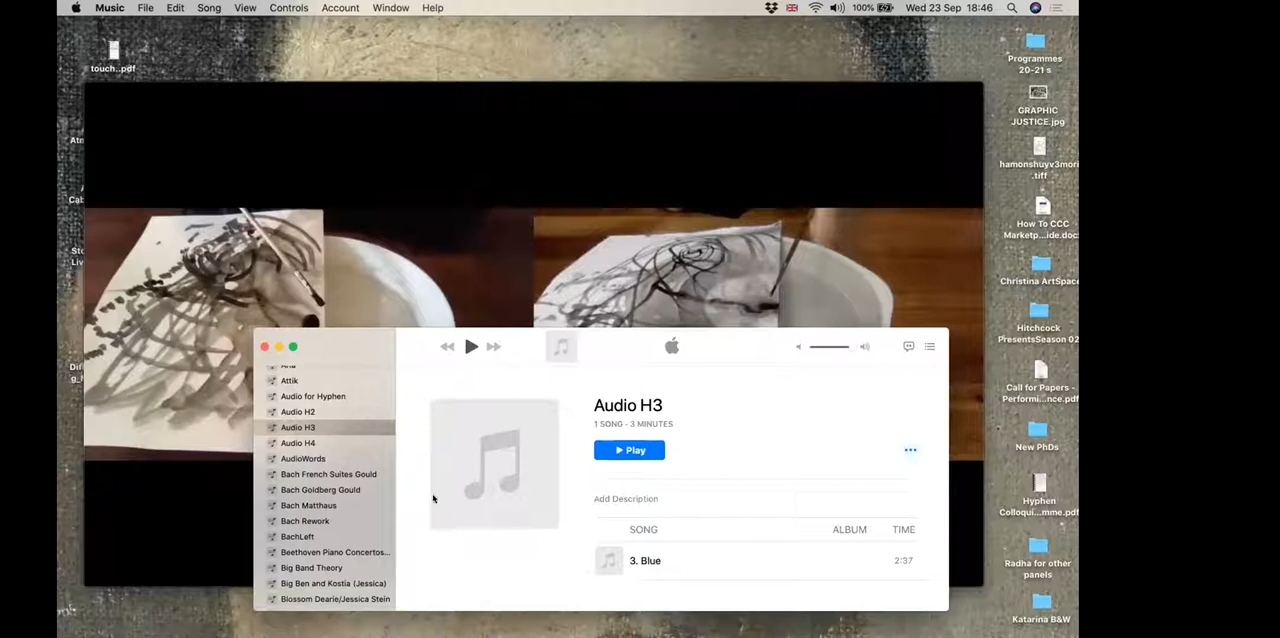 Music File Edit Song View Controls Account Window Help
100% Wed 23 Sep 18:46
touch..pdf
Programmes
20-21 s
GRAPHIC
JUSTICE.jpg
hamonshuyv3mori
.tiff
How To CCC
Marketp...ide.doc
Christina ArtSpace
Hitchcock
PresentsSeason 02
Call for Papers -
Performi...nce.pdf
New PhDs
Hyphen
Colloqui...mme.pdf
Radha for other
panels
Katarina B&W
Attik
Audio for Hyphen
Audio H2
Audio H3
Audio H4
AudioWords
Bach French Suites Gould
Bach Goldberg Gould
Bach Matthaus
Bach Rework
BachLeft
Beethoven Piano Concertos...
Big Band Theory
Big Ben and Kostia (Jessica)
Blossom Dearie/Jessica Stein
Audio H3
1 SONG · 3 MINUTES
Play
Add Description
SONG ALBUM TIME
3. Blue 2:37